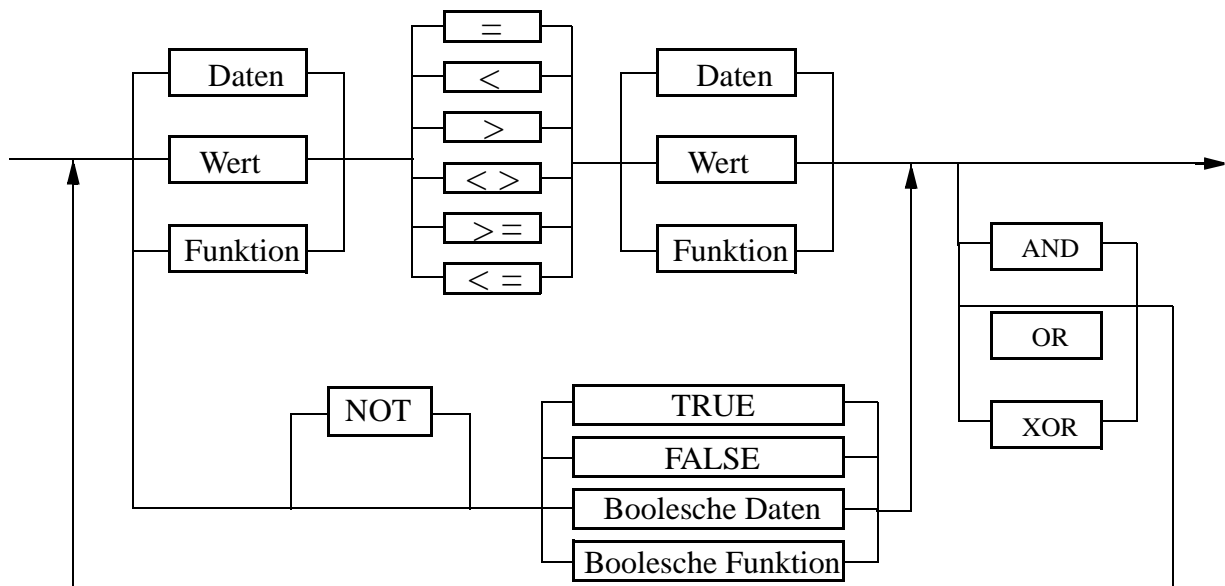 Daten
Wert
Funktion
=
<
>
< >
> =
< =
Daten
Wert
Funktion
AND
OR
XOR
NOT
TRUE
FALSE
Boolesche Daten
Boolesche Funktion